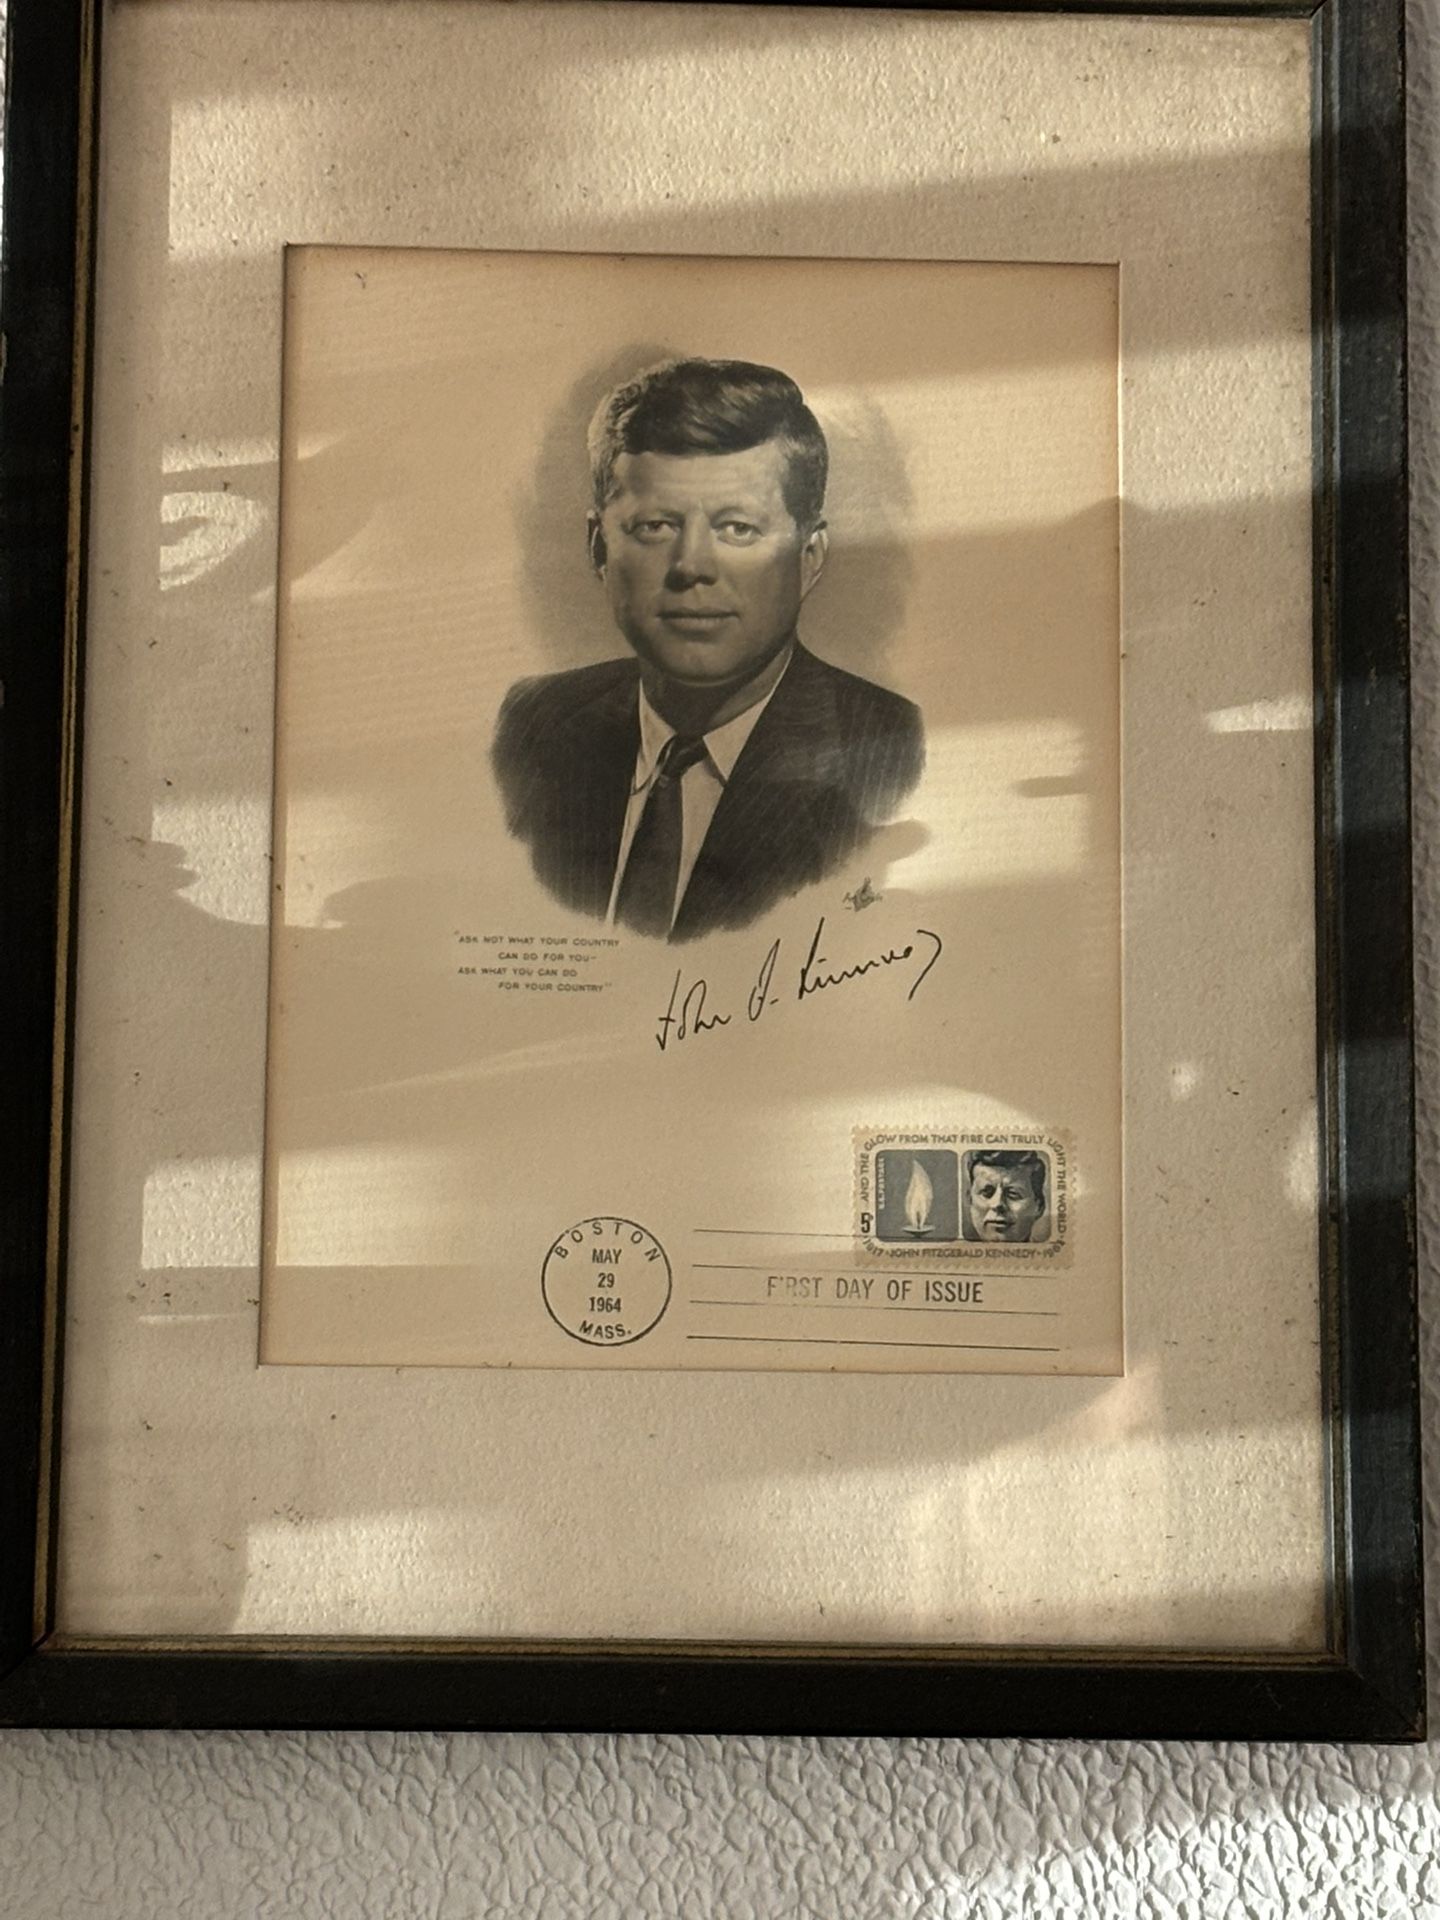 "ASK NOT WHAT YOUR COUNTRY
CAN DO FOR YOU—
ASK WHAT YOU CAN DO
FOR YOUR COUNTRY"
John F. Kennedy
AND THE GLOW FROM THAT FIRE CAN TRULY LIGHT THE WORLD
U.S. POSTAGE
5¢
1917·JOHN FITZGERALD KENNEDY·1963
BOSTON
MAY
29
1964
MASS.
FIRST DAY OF ISSUE